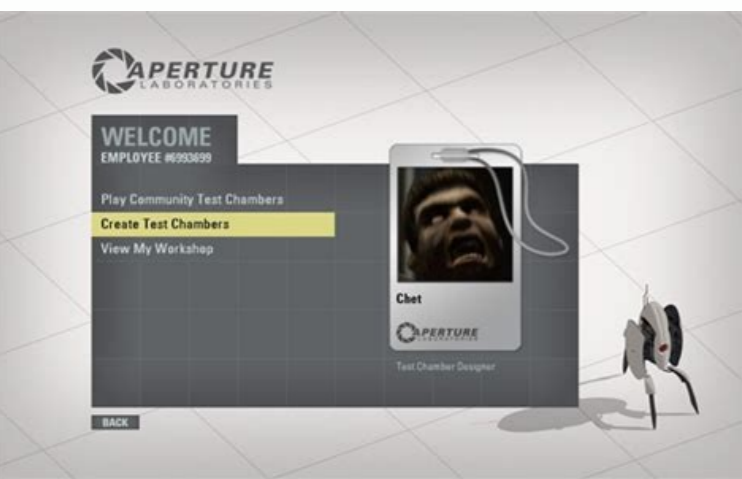 APERTURE
LABORATORIES
WELCOME
EMPLOYEE #6993699
Play Community Test Chambers
Create Test Chambers
View My Workshop
Chet
APERTURE
LABORATORIES
Test Chamber Designer
BACK